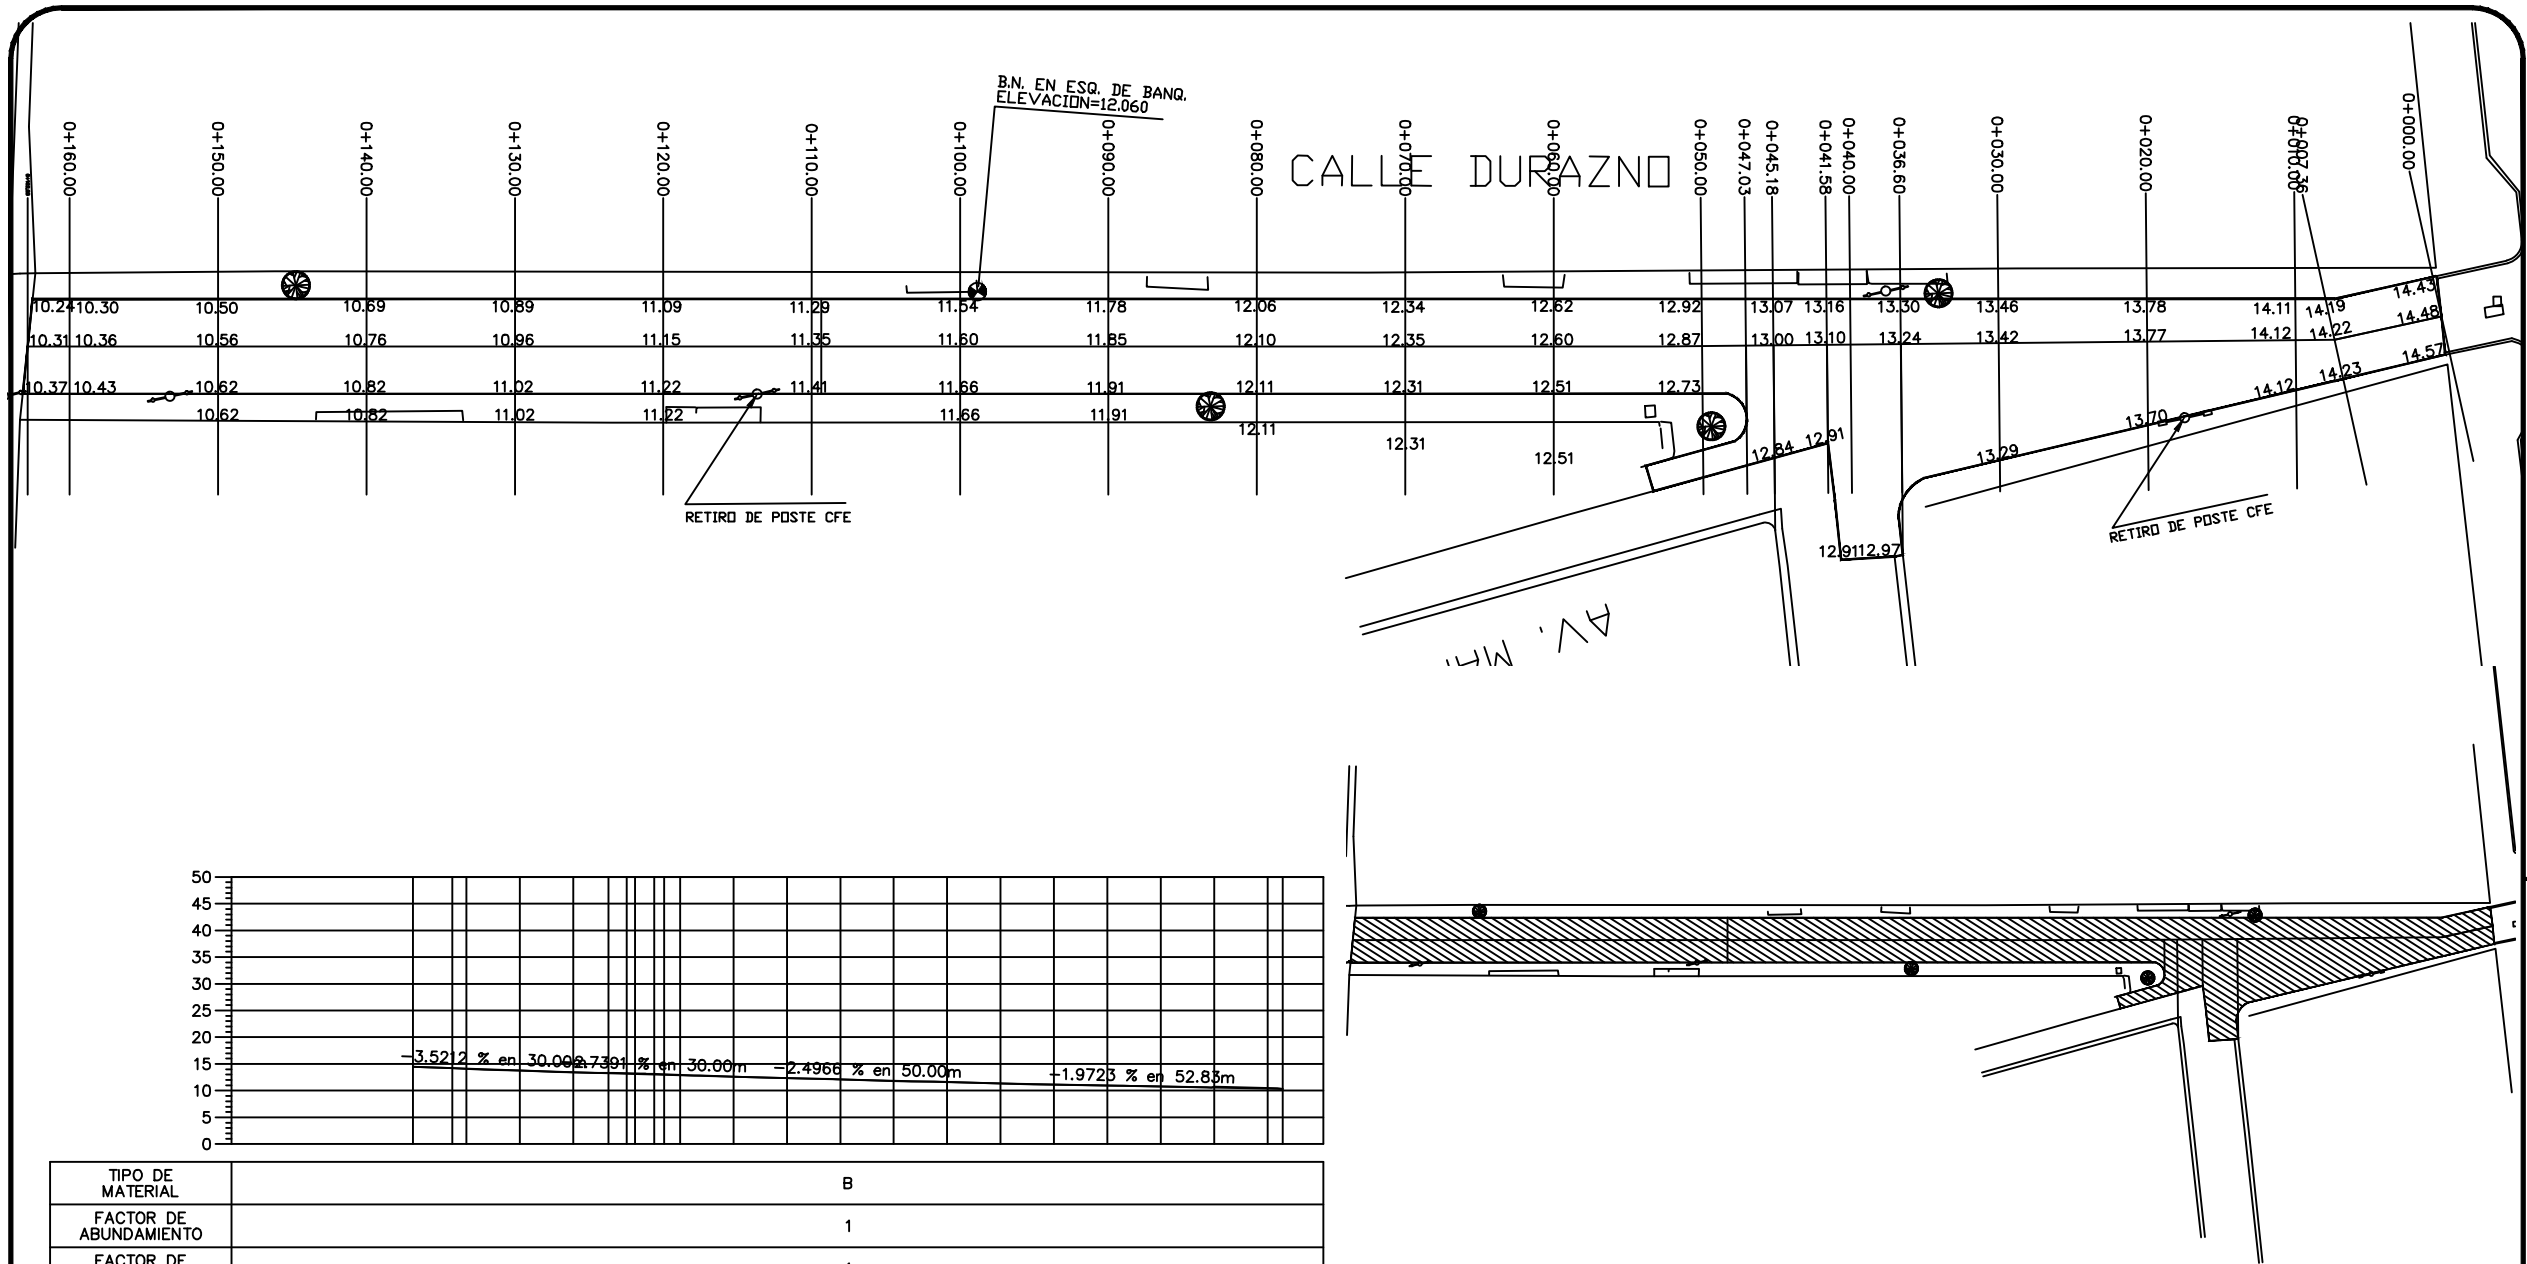 B.N. EN ESQ. DE BANQ.
ELEVACION=12.060
0+160.00
0+150.00
0+140.00
0+130.00
0+120.00
0+110.00
0+100.00
0+090.00
0+080.00
0+070.00
0+060.00
0+050.00
0+047.03
0+045.18
0+041.58
0+040.00
0+036.60
0+030.00
0+020.00
0+010.00
0+007.36
0+000.00
CALLE DURAZNO
10.24 10.30 10.50 10.69 10.89 11.09 11.29 11.54 11.78 12.06 12.34 12.62 12.92 13.07 13.16 13.30 13.46 13.78 14.11 14.19 14.43
10.31 10.36 10.56 10.76 10.96 11.15 11.35 11.60 11.85 12.10 12.35 12.60 12.87 13.00 13.10 13.24 13.42 13.77 14.12 14.22 14.48
10.37 10.43 10.62 10.82 11.02 11.22 11.41 11.66 11.91 12.11 12.31 12.51 12.73 12.84 12.91 13.29 13.70 14.12 14.23 14.57
10.62 10.82 11.02 11.22 11.66 11.91 12.11 12.31 12.51
12.91 12.97
RETIRO DE POSTE CFE
RETIRO DE POSTE CFE
AV. MA.
50
45
40
35
30
25
20
15
10
5
0
-3.5212 % en 30.00m
-2.7391 % en 30.00m
-2.4966 % en 50.00m
-1.9723 % en 52.83m
TIPO DE
MATERIAL
B
FACTOR DE
ABUNDAMIENTO
1
FACTOR DE